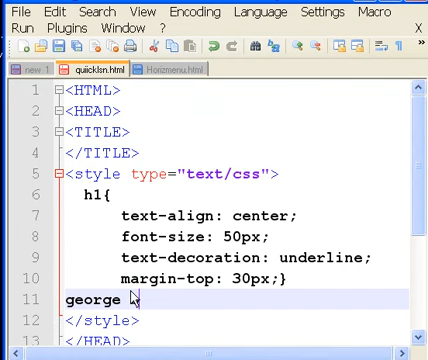 File Edit Search View Encoding Language Settings Macro
Run Plugins Window ? X
new 1 quiicklsn.html Horizmenu.html
1 <HTML>
2 <HEAD>
3 <TITLE>
4 </TITLE>
5 <style type="text/css">
6 h1{
7 text-align: center;
8 font-size: 50px;
9 text-decoration: underline;
10 margin-top: 30px;}
11 george
12 </style>
13 </HEAD>